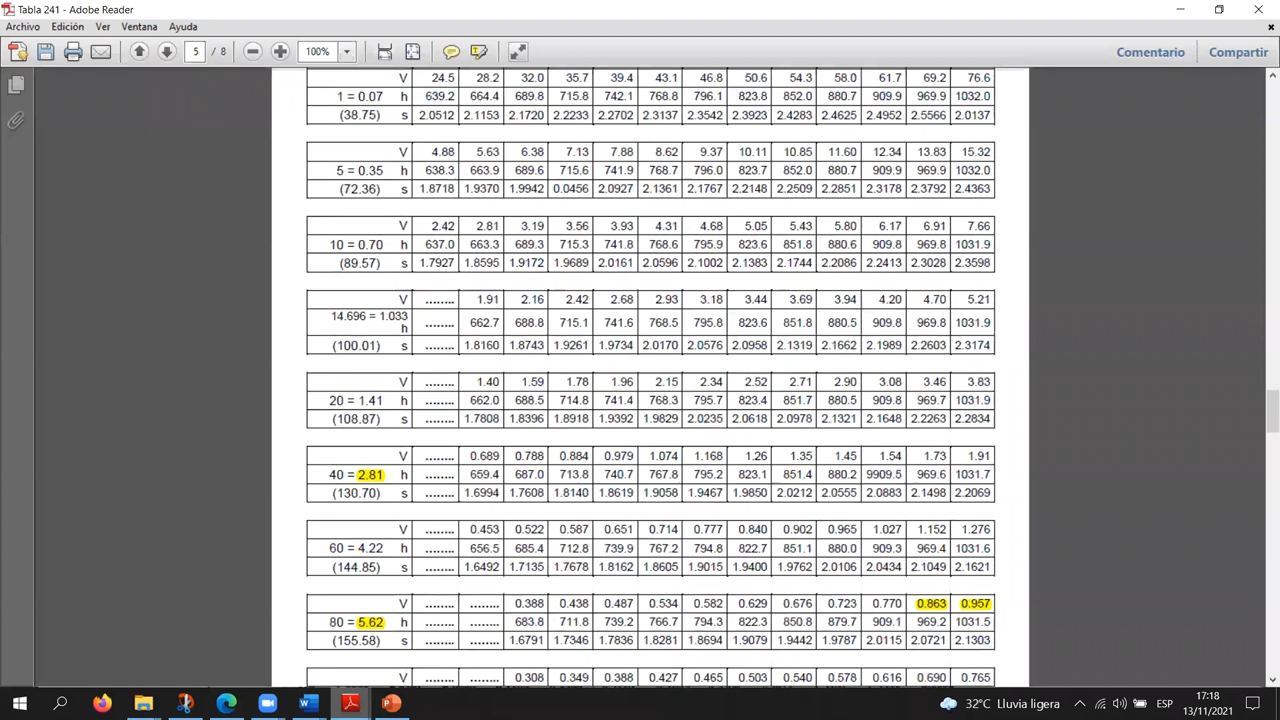 Tabla 241 - Adobe Reader
Archivo Edición Ver Ventana Ayuda
5 / 8 100% Comentario Compartir
V 24.5 28.2 32.0 35.7 39.4 43.1 46.8 50.6 54.3 58.0 61.7 69.2 76.6
1 = 0.07 h 639.2 664.4 689.8 715.8 742.1 768.8 796.1 823.8 852.0 880.7 909.9 969.9 1032.0
(38.75) s 2.0512 2.1153 2.1720 2.2233 2.2702 2.3137 2.3542 2.3923 2.4283 2.4625 2.4952 2.5566 2.0137
V 4.88 5.63 6.38 7.13 7.88 8.62 9.37 10.11 10.85 11.60 12.34 13.83 15.32
5 = 0.35 h 638.3 663.9 689.6 715.6 741.9 768.7 796.0 823.7 852.0 880.7 909.9 969.9 1032.0
(72.36) s 1.8718 1.9370 1.9942 0.0456 2.0927 2.1361 2.1767 2.2148 2.2509 2.2851 2.3178 2.3792 2.4363
V 2.42 2.81 3.19 3.56 3.93 4.31 4.68 5.05 5.43 5.80 6.17 6.91 7.66
10 = 0.70 h 637.0 663.3 689.3 715.3 741.8 768.6 795.9 823.6 851.8 880.6 909.8 969.8 1031.9
(89.57) s 1.7927 1.8595 1.9172 1.9689 2.0161 2.0596 2.1002 2.1383 2.1744 2.2086 2.2413 2.3028 2.3598
V ........ 1.91 2.16 2.42 2.68 2.93 3.18 3.44 3.69 3.94 4.20 4.70 5.21
14.696 = 1.033
h ........ 662.7 688.8 715.1 741.6 768.5 795.8 823.6 851.8 880.5 909.8 969.8 1031.9
(100.01) s ........ 1.8160 1.8743 1.9261 1.9734 2.0170 2.0576 2.0958 2.1319 2.1662 2.1989 2.2603 2.3174
V ........ 1.40 1.59 1.78 1.96 2.15 2.34 2.52 2.71 2.90 3.08 3.46 3.83
20 = 1.41 h ........ 662.0 688.5 714.8 741.4 768.3 795.7 823.4 851.7 880.5 909.8 969.7 1031.9
(108.87) s ........ 1.7808 1.8396 1.8918 1.9392 1.9829 2.0235 2.0618 2.0978 2.1321 2.1648 2.2263 2.2834
V ........ 0.689 0.788 0.884 0.979 1.074 1.168 1.26 1.35 1.45 1.54 1.73 1.91
40 = 2.81 h ........ 659.4 687.0 713.8 740.7 767.8 795.2 823.1 851.4 880.2 9909.5 969.6 1031.7
(130.70) s ........ 1.6994 1.7608 1.8140 1.8619 1.9058 1.9467 1.9850 2.0212 2.0555 2.0883 2.1498 2.2069
V ........ 0.453 0.522 0.587 0.651 0.714 0.777 0.840 0.902 0.965 1.027 1.152 1.276
60 = 4.22 h ........ 656.5 685.4 712.8 739.9 767.2 794.8 822.7 851.1 880.0 909.3 969.4 1031.6
(144.85) s ........ 1.6492 1.7135 1.7678 1.8162 1.8605 1.9015 1.9400 1.9762 2.0106 2.0434 2.1049 2.1621
V ........ ........ 0.388 0.438 0.487 0.534 0.582 0.629 0.676 0.723 0.770 0.863 0.957
80 = 5.62 h ........ ........ 683.8 711.8 739.2 766.7 794.3 822.3 850.8 879.7 909.1 969.2 1031.5
(155.58) s ........ ........ 1.6791 1.7346 1.7836 1.8281 1.8694 1.9079 1.9442 1.9787 2.0115 2.0721 2.1303
V ........ ........ 0.308 0.349 0.388 0.427 0.465 0.503 0.540 0.578 0.616 0.690 0.765
32°C Lluvia ligera ESP 17:18
13/11/2021